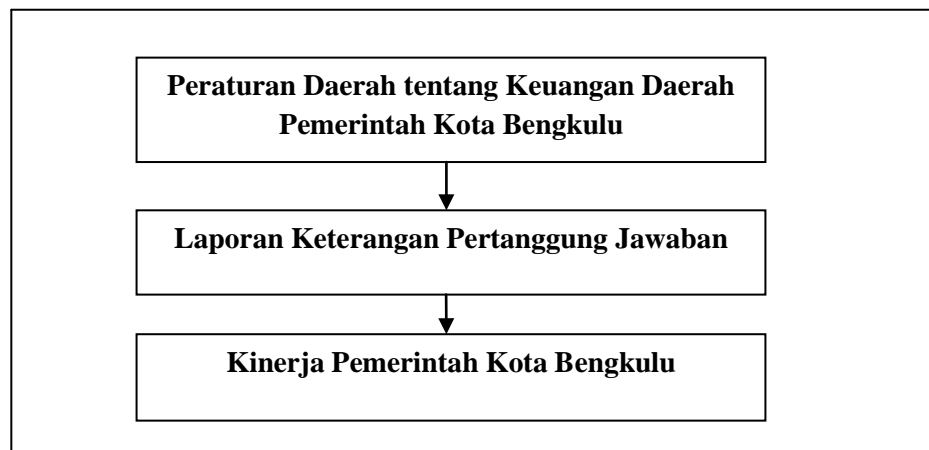 Peraturan Daerah tentang Keuangan Daerah
Pemerintah Kota Bengkulu
Laporan Keterangan Pertanggung Jawaban
Kinerja Pemerintah Kota Bengkulu